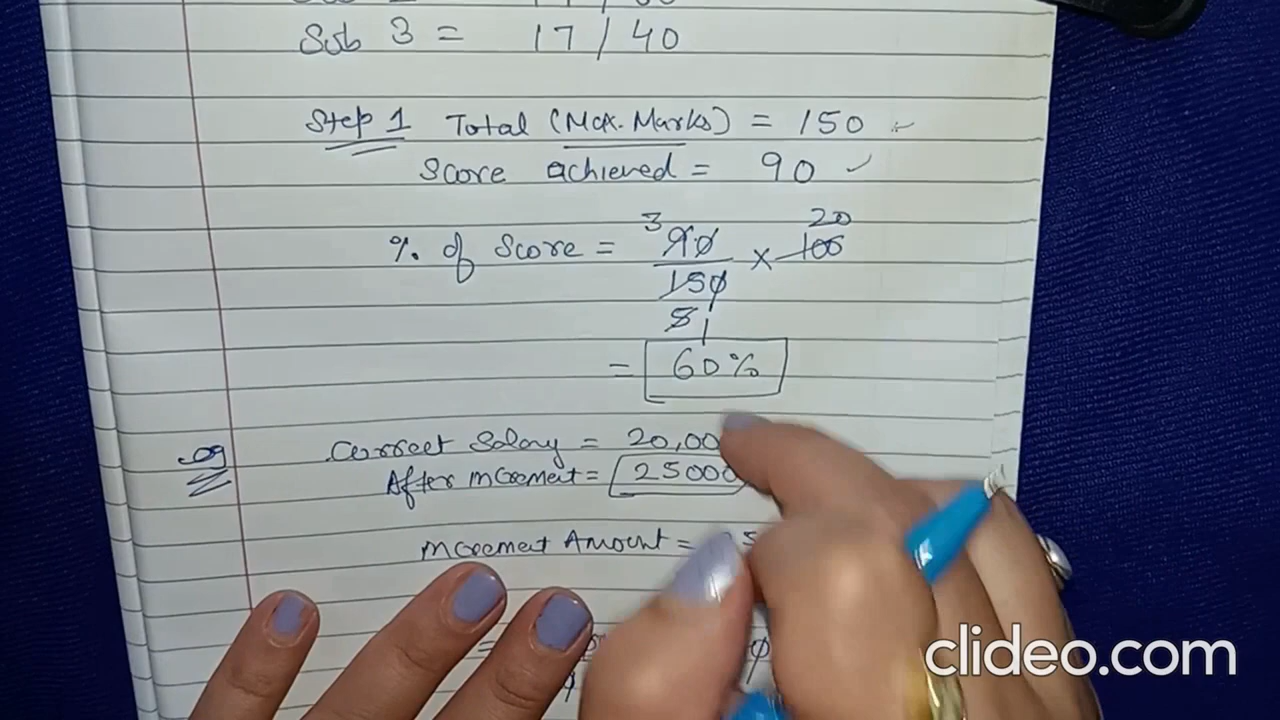 Sub 3 = 17/40
Step 1 Total (Max. Marks) = 150
Score achieved = 90
% of Score = 3 90/150 × 100 20
5 1
= 60%
Current Salary = 20,00
After Increment = 25000
Increment Amount =
clideo.com